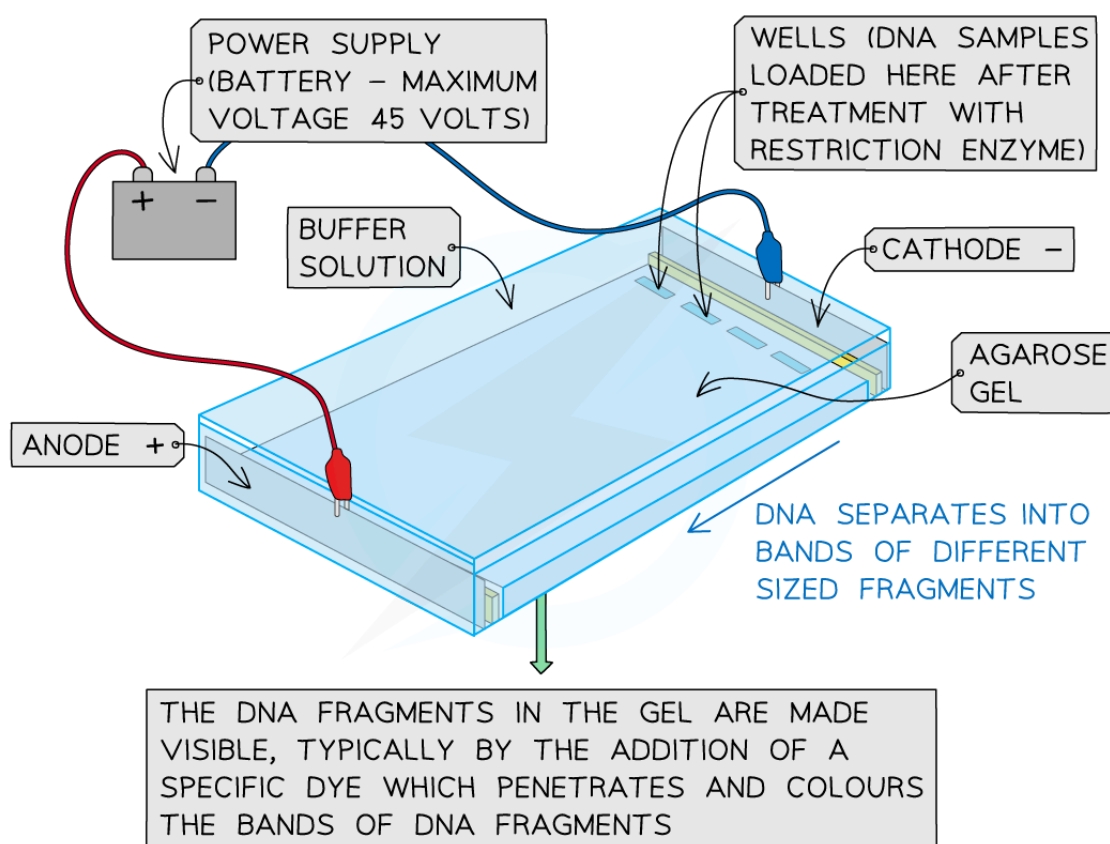 POWER SUPPLY
(BATTERY – MAXIMUM
VOLTAGE 45 VOLTS)
WELLS (DNA SAMPLES
LOADED HERE AFTER
TREATMENT WITH
RESTRICTION ENZYME)
+ −
BUFFER
SOLUTION
CATHODE −
AGAROSE
GEL
ANODE +
DNA SEPARATES INTO
BANDS OF DIFFERENT
SIZED FRAGMENTS
THE DNA FRAGMENTS IN THE GEL ARE MADE
VISIBLE, TYPICALLY BY THE ADDITION OF A
SPECIFIC DYE WHICH PENETRATES AND COLOURS
THE BANDS OF DNA FRAGMENTS